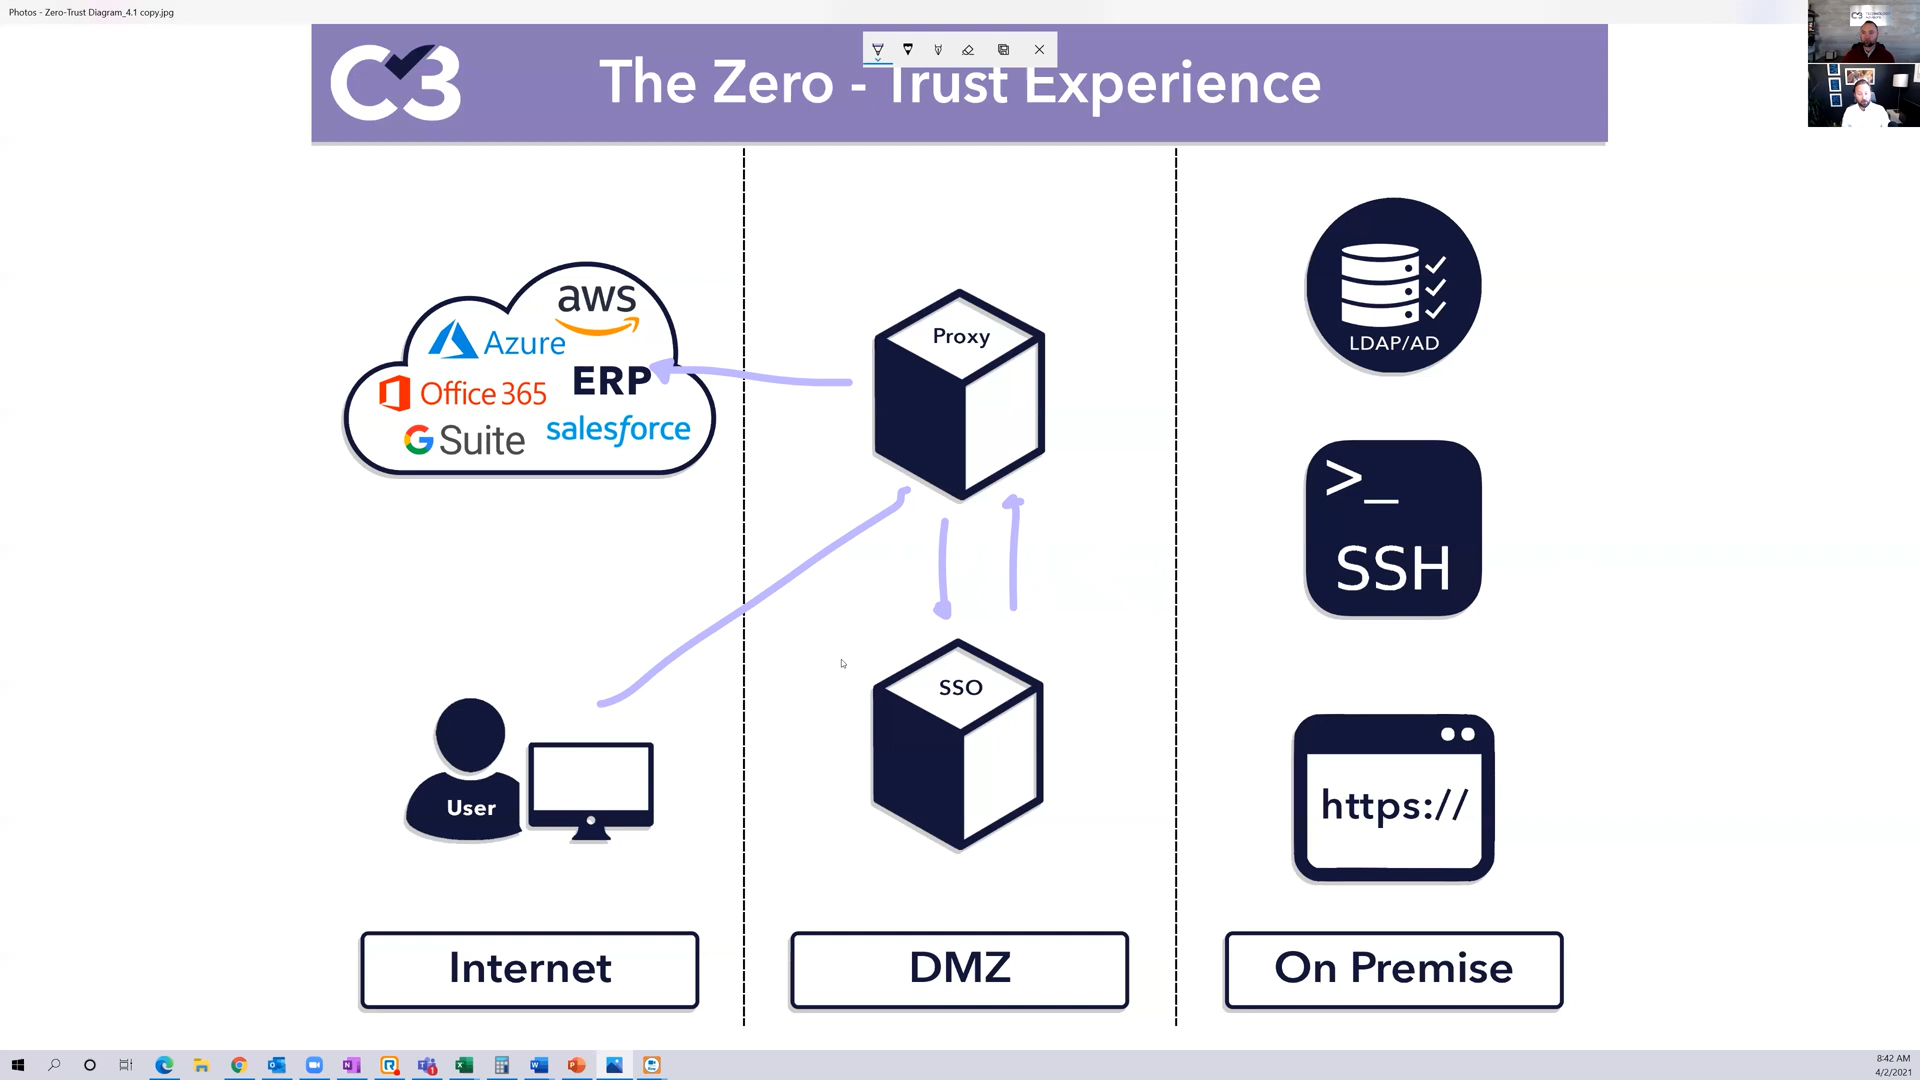 Photos - Zero-Trust Diagram_4.1 copy.jpg
C3
The Zero - Trust Experience
aws
Azure
ERP
Office 365
salesforce
G Suite
Proxy
LDAP/AD
>_
SSH
SSO
User
https://
Internet
DMZ
On Premise
8:42 AM
4/2/2021